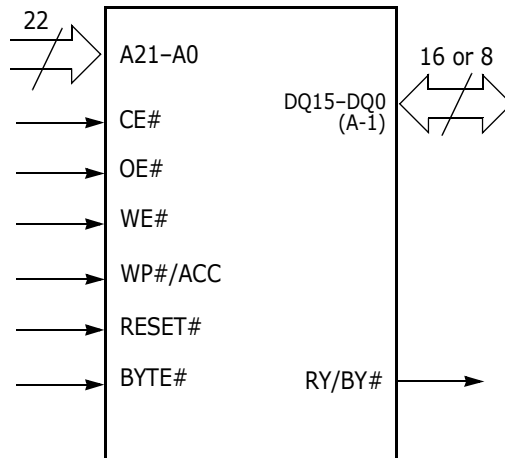 22
A21–A0
16 or 8
DQ15–DQ0
(A-1)
CE#
OE#
WE#
WP#/ACC
RESET#
BYTE#
RY/BY#